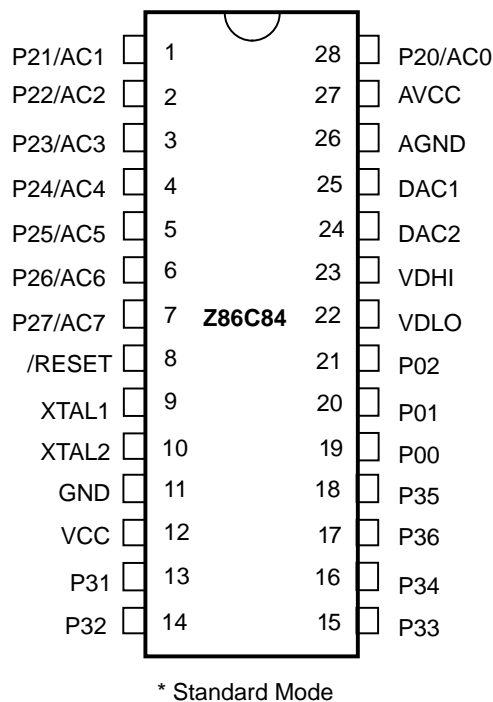 P21/AC1 1 28 P20/AC0
P22/AC2 2 27 AVCC
P23/AC3 3 26 AGND
P24/AC4 4 25 DAC1
P25/AC5 5 24 DAC2
P26/AC6 6 23 VDHI
P27/AC7 7 Z86C84 22 VDLO
/RESET 8 21 P02
XTAL1 9 20 P01
XTAL2 10 19 P00
GND 11 18 P35
VCC 12 17 P36
P31 13 16 P34
P32 14 15 P33
* Standard Mode